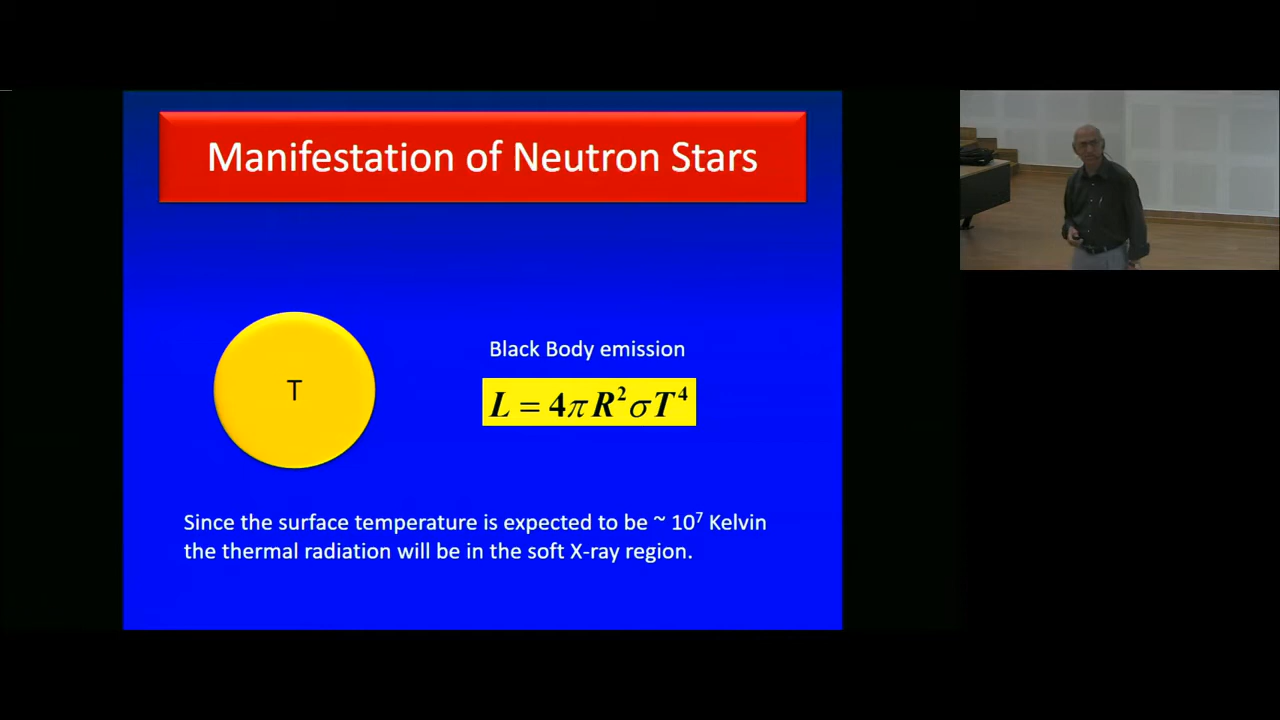 Manifestation of Neutron Stars
T
Black Body emission
L = 4πR²σT⁴
Since the surface temperature is expected to be ~ 10⁷ Kelvin
the thermal radiation will be in the soft X-ray region.